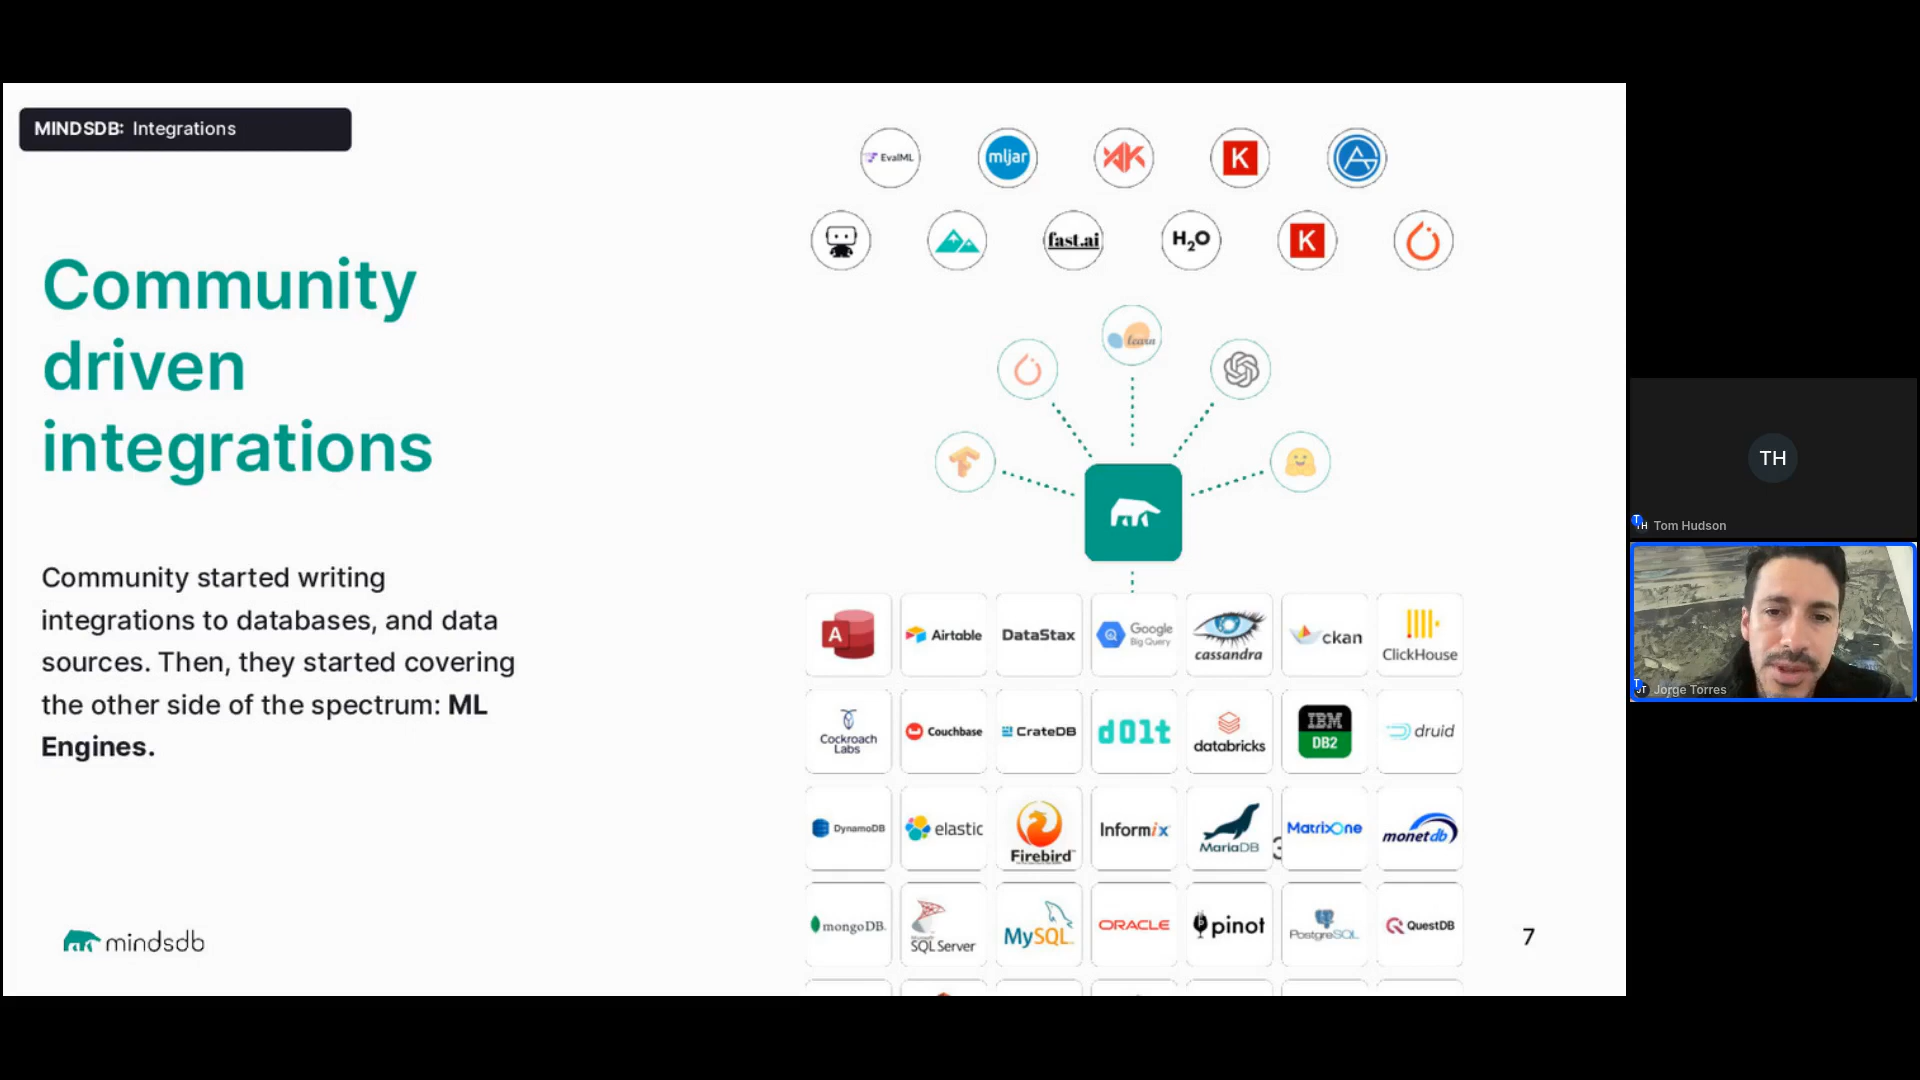 MINDSDB: Integrations
Community
driven
integrations
Community started writing
integrations to databases, and data
sources. Then, they started covering
the other side of the spectrum: ML
Engines.
mindsdb
EvalML
mljar
K
fast.ai
H2O
K
learn
A
Airtable
DataStax
Google
Big Query
cassandra
ckan
ClickHouse
Cockroach
Labs
Couchbase
CrateDB
dolt
databricks
IBM
DB2
druid
DynamoDB
elastic
Firebird
Informix
MariaDB
3
MatrixOne
monetdb
mongoDB.
SQL Server
MySQL
ORACLE
pinot
PostgreSQL
QuestDB
7
TH
Tom Hudson
Jorge Torres